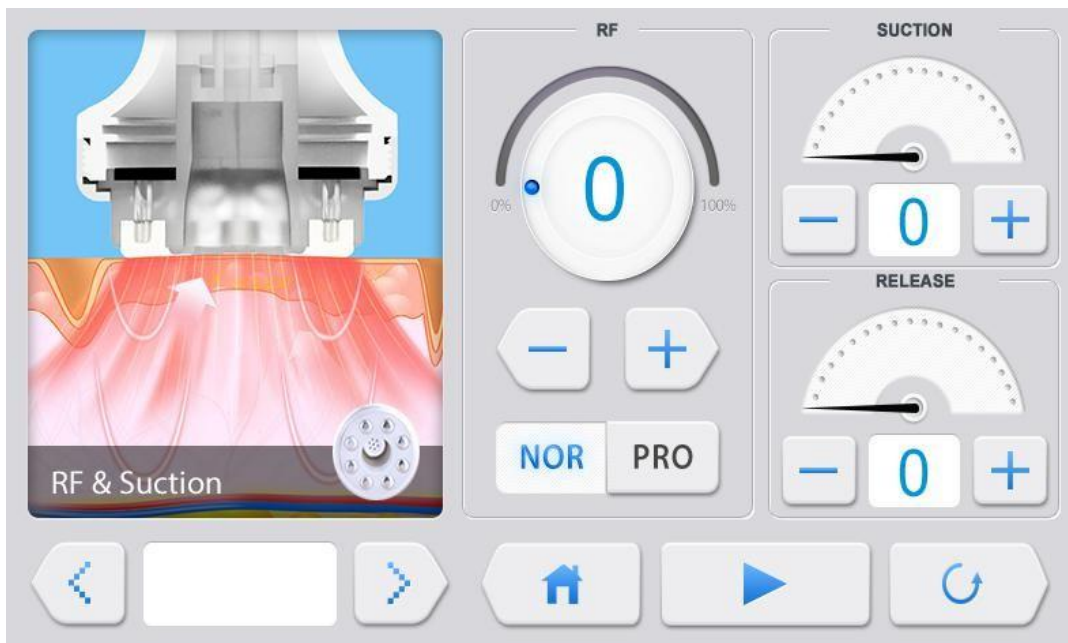 RF & Suction
RF
0
0%
100%
NOR
PRO
SUCTION
0
RELEASE
0